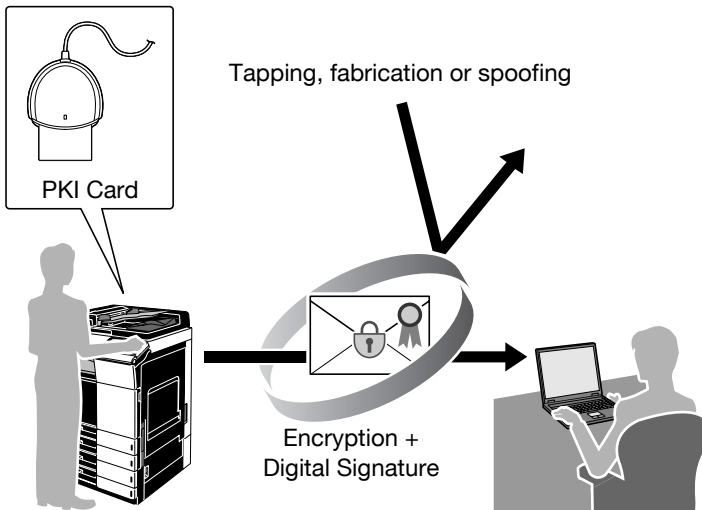 Tapping, fabrication or spoofing
PKI Card
Encryption +
Digital Signature